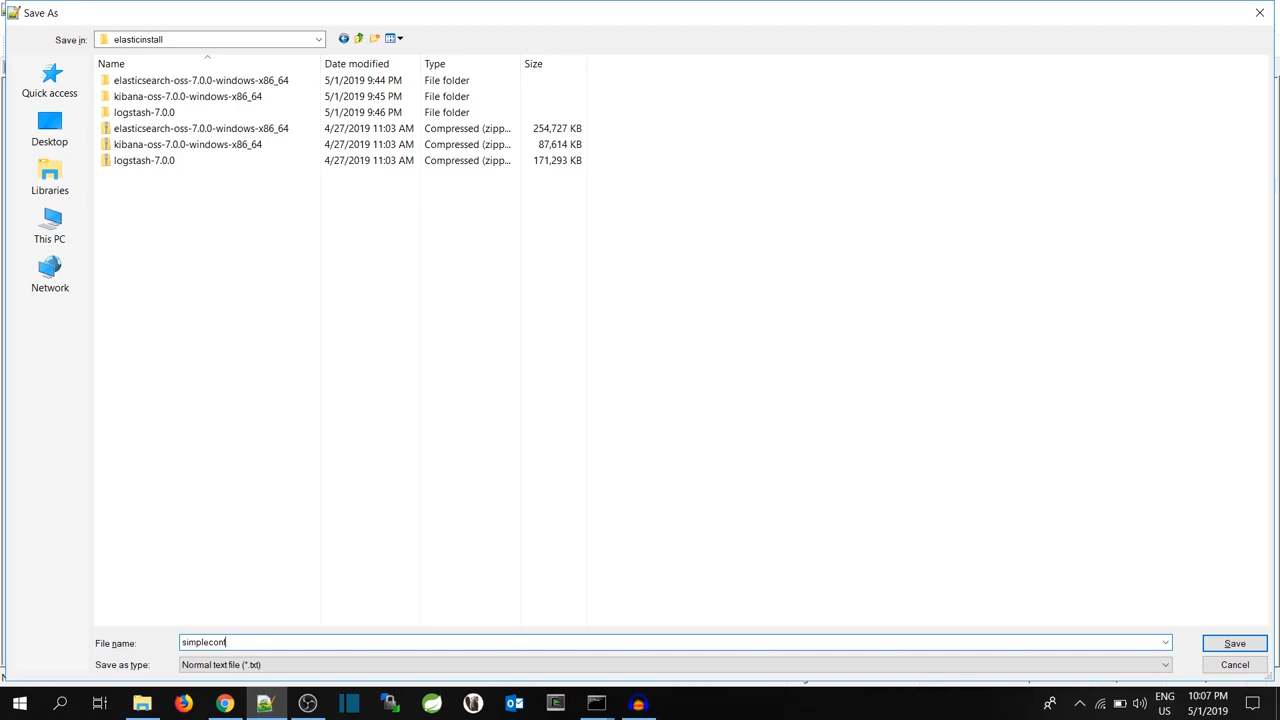 Save As
Save in: elasticinstall
Name Date modified Type Size
elasticsearch-oss-7.0.0-windows-x86_64 5/1/2019 9:44 PM File folder
kibana-oss-7.0.0-windows-x86_64 5/1/2019 9:45 PM File folder
logstash-7.0.0 5/1/2019 9:46 PM File folder
elasticsearch-oss-7.0.0-windows-x86_64 4/27/2019 11:03 AM Compressed (zipp... 254,727 KB
kibana-oss-7.0.0-windows-x86_64 4/27/2019 11:03 AM Compressed (zipp... 87,614 KB
logstash-7.0.0 4/27/2019 11:03 AM Compressed (zipp... 171,293 KB
Quick access
Desktop
Libraries
This PC
Network
File name: simpleconf Save
Save as type: Normal text file (*.txt) Cancel
ENG 10:07 PM
US 5/1/2019